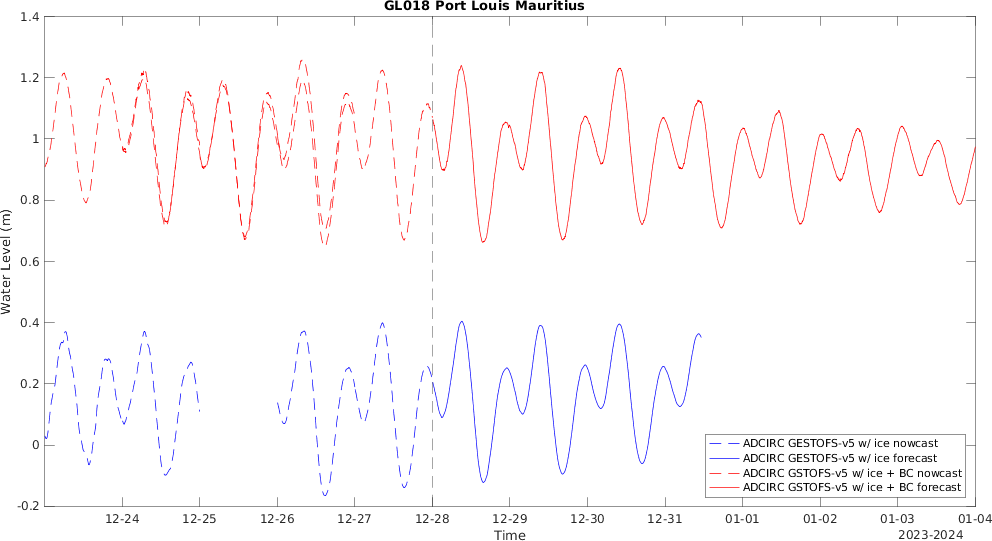 GL018 Port Louis Mauritius
1.4
1.2
1
0.8
0.6
0.4
0.2
0
-0.2
Water Level (m)
ADCIRC GESTOFS-v5 w/ ice nowcast
ADCIRC GESTOFS-v5 w/ ice forecast
ADCIRC GSTOFS-v5 w/ ice + BC nowcast
ADCIRC GSTOFS-v5 w/ ice + BC forecast
12-24 12-25 12-26 12-27 12-28 12-29 12-30 12-31 01-01 01-02 01-03 01-04
Time
2023-2024